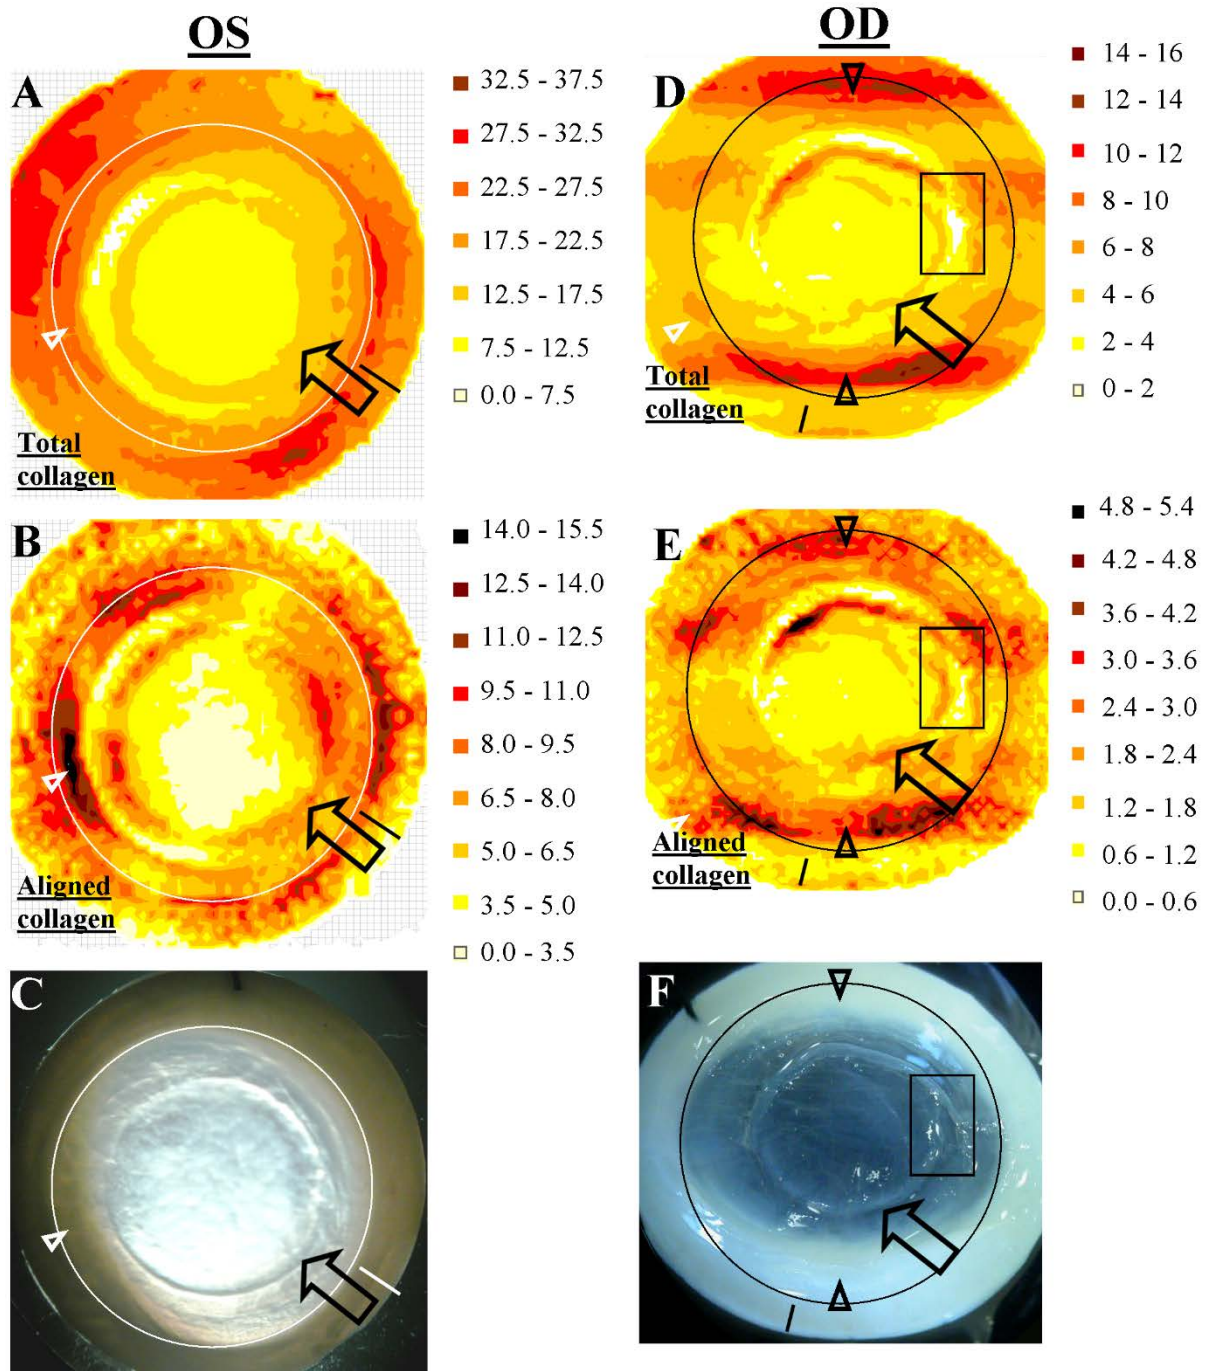 OS
OD
A
32.5 - 37.5
27.5 - 32.5
22.5 - 27.5
17.5 - 22.5
12.5 - 17.5
7.5 - 12.5
0.0 - 7.5
Total
collagen
D
14 - 16
12 - 14
10 - 12
8 - 10
6 - 8
4 - 6
2 - 4
0 - 2
Total
collagen
B
14.0 - 15.5
12.5 - 14.0
11.0 - 12.5
9.5 - 11.0
8.0 - 9.5
6.5 - 8.0
5.0 - 6.5
3.5 - 5.0
0.0 - 3.5
Aligned
collagen
E
4.8 - 5.4
4.2 - 4.8
3.6 - 4.2
3.0 - 3.6
2.4 - 3.0
1.8 - 2.4
1.2 - 1.8
0.6 - 1.2
0.0 - 0.6
Aligned
collagen
C
F